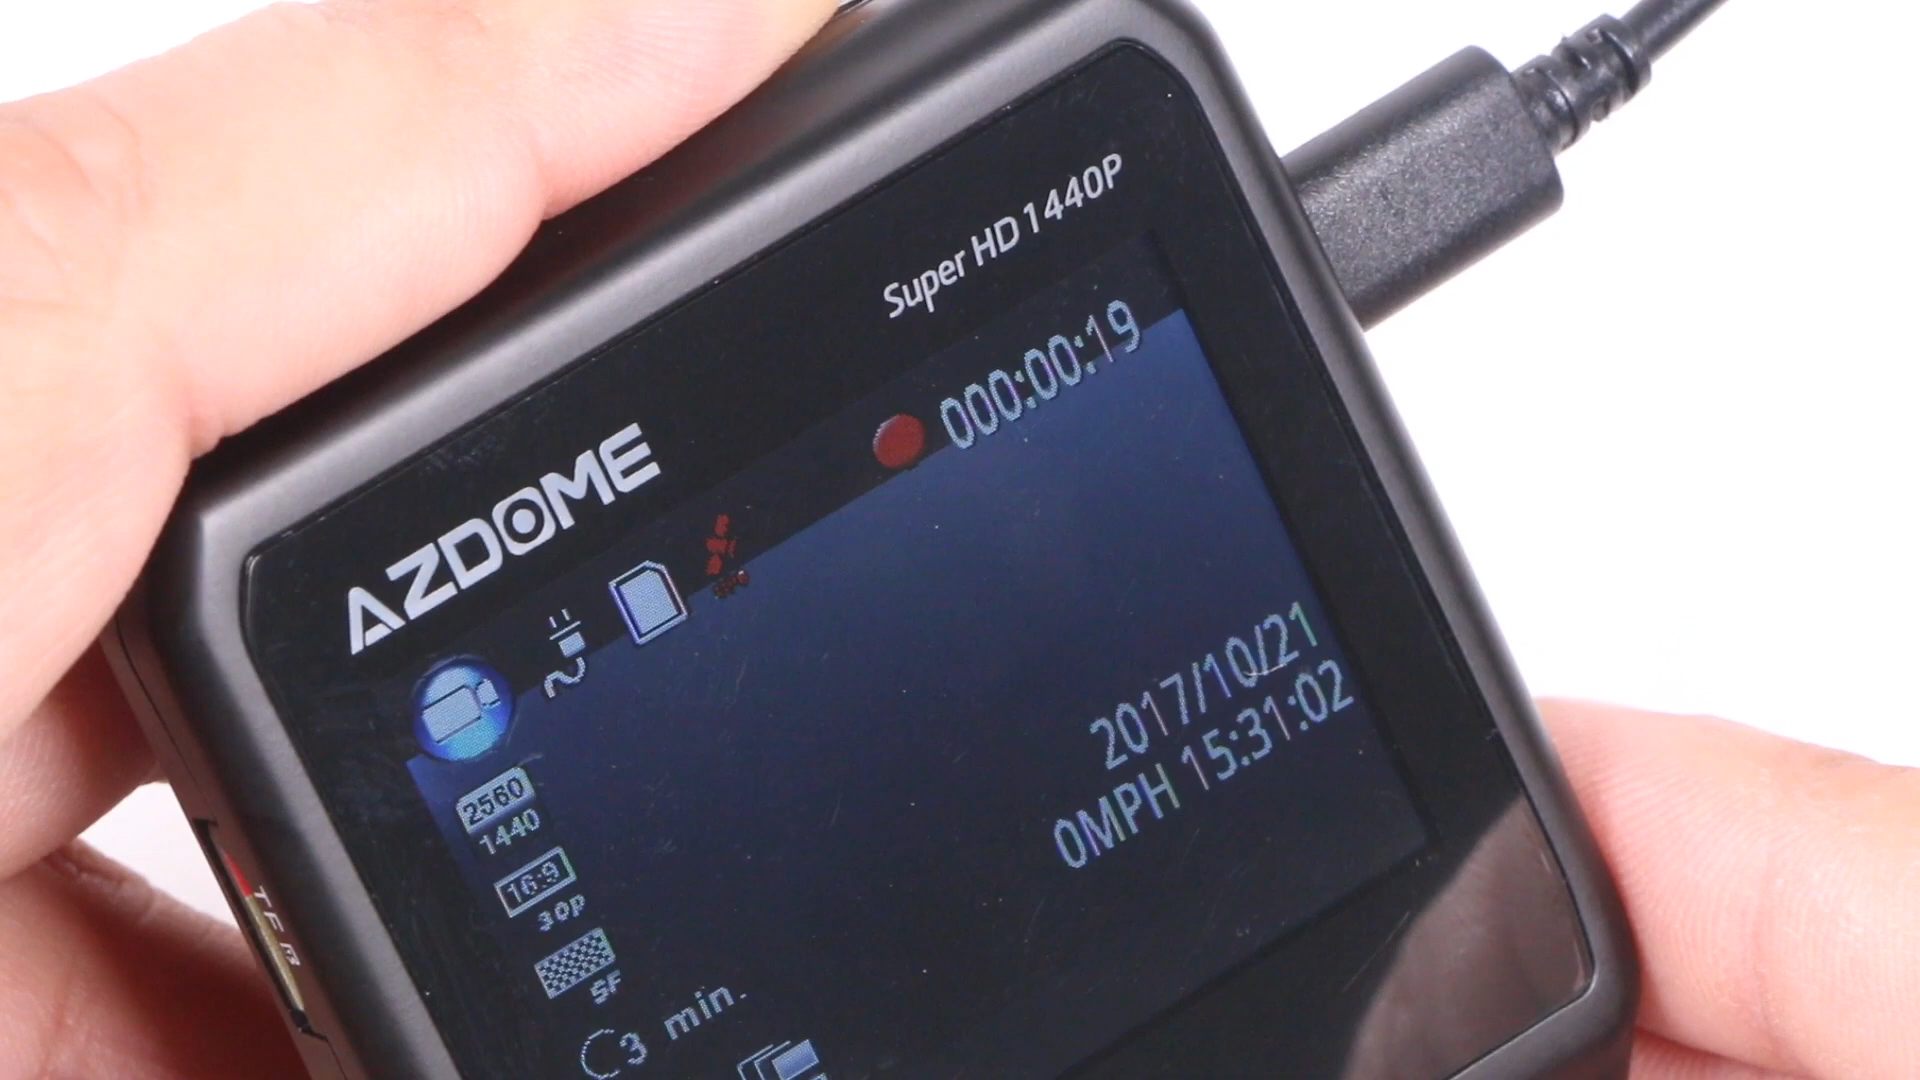 Super HD 1440P
AZDOME
000:00:19
2560
1440
16:9
30p
SF
3 min.
2017/10/21
0MPH 15:31:02
TF